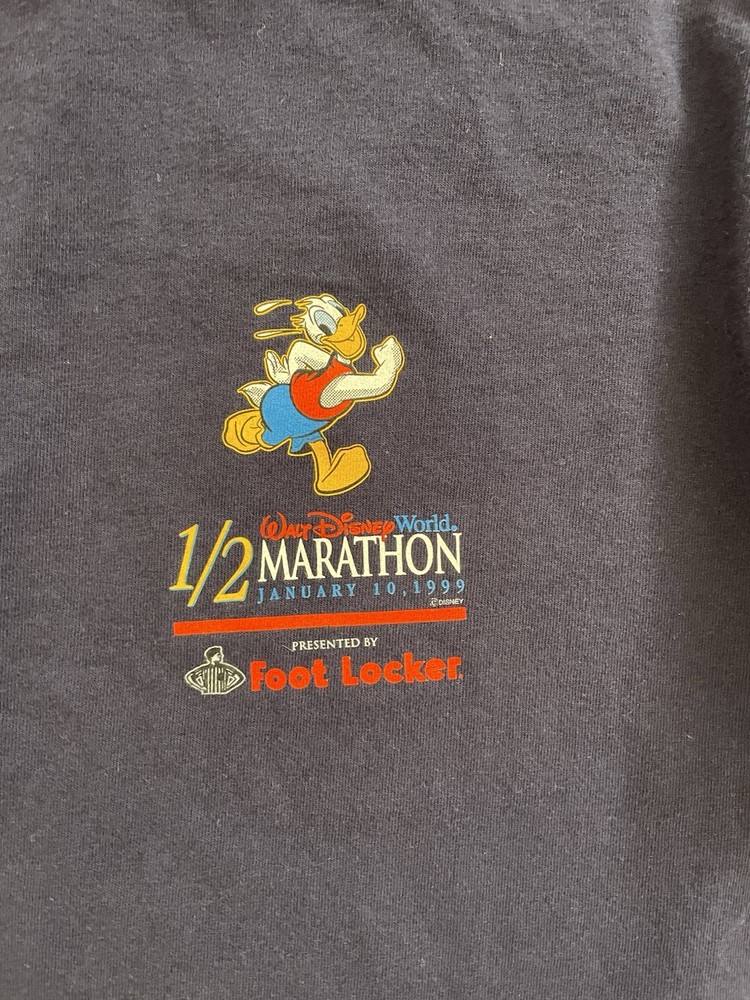 Walt Disney World®
1/2 MARATHON
JANUARY 10, 1999
© DISNEY
PRESENTED BY
Foot Locker